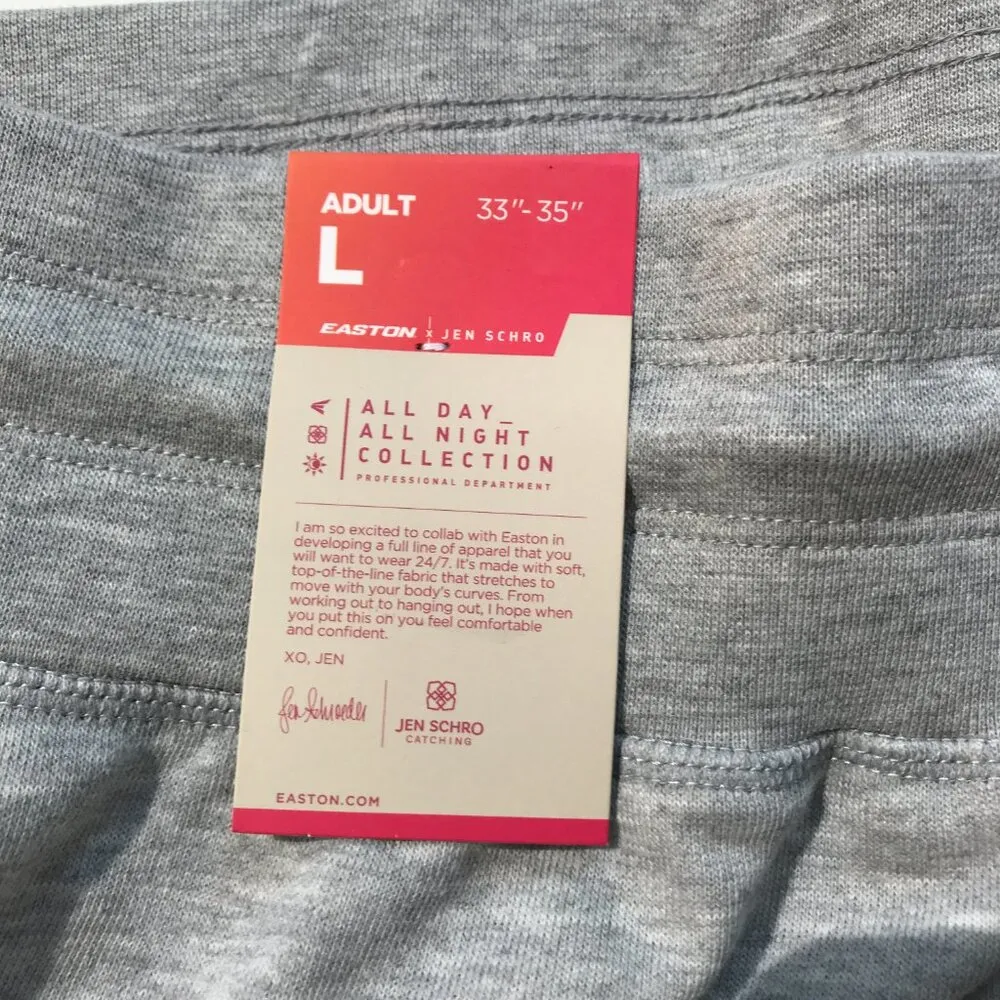 ADULT 33"-35"
L
EASTON x JEN SCHRO
ALL DAY_
ALL NIGHT
COLLECTION
PROFESSIONAL DEPARTMENT
I am so excited to collab with Easton in
developing a full line of apparel that you
will want to wear 24/7. It's made with soft,
top-of-the-line fabric that stretches to
move with your body's curves. From
working out to hanging out, I hope when
you put this on you feel comfortable
and confident.
XO, JEN
Jen Schroeder
JEN SCHRO
CATCHING
EASTON.COM